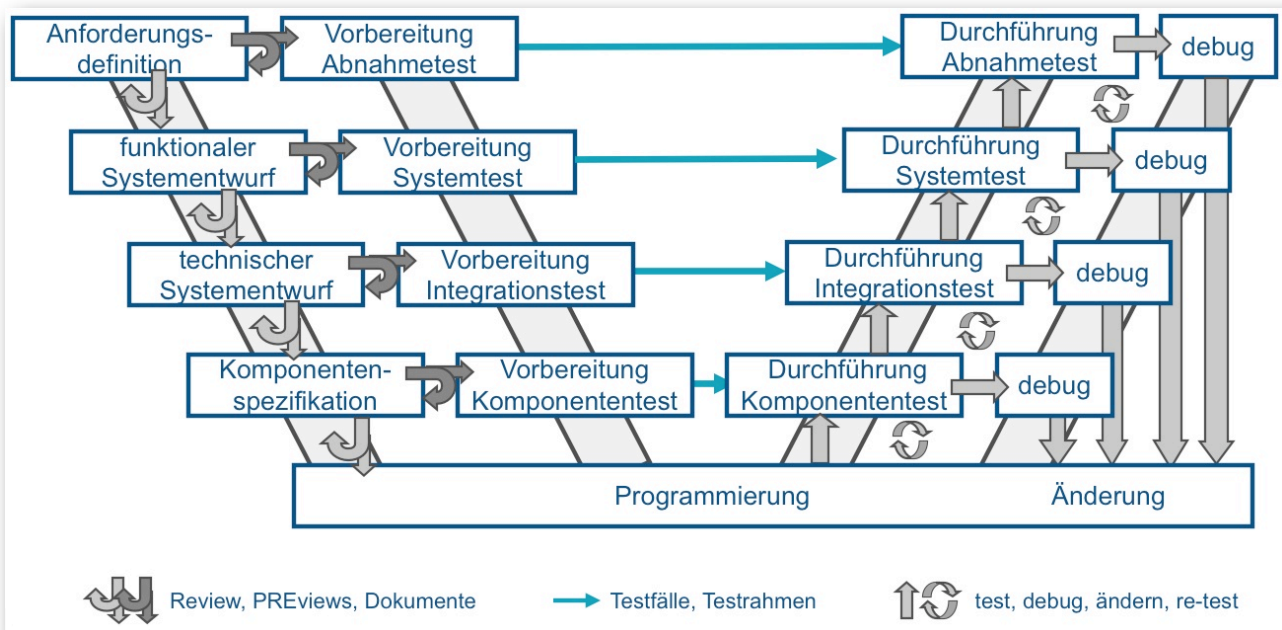 Anforderungs-
definition
Vorbereitung
Abnahmetest
Durchführung
Abnahmetest
debug
funktionaler
Systementwurf
Vorbereitung
Systemtest
Durchführung
Systemtest
debug
technischer
Systementwurf
Vorbereitung
Integrationstest
Durchführung
Integrationstest
debug
Komponenten-
spezifikation
Vorbereitung
Komponententest
Durchführung
Komponententest
debug
Programmierung
Änderung
Review, PREviews, Dokumente
Testfälle, Testrahmen
test, debug, ändern, re-test